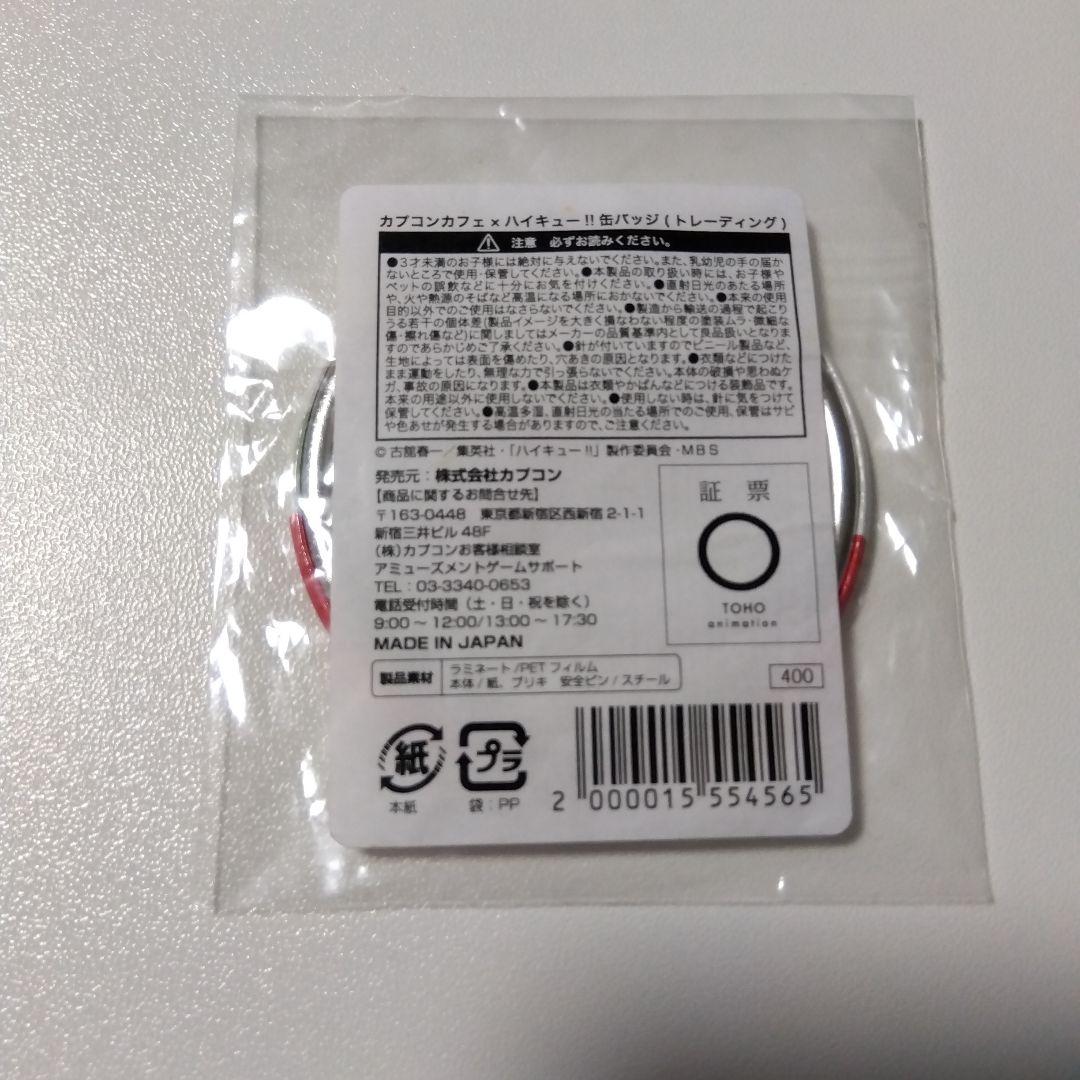 カプコンカフェ×ハイキュー!!缶バッジ(トレーディング)
注意 必ずお読みください。
●3才未満のお子様には絶対に与えないでください。また、乳幼児の手の届か
ないところで使用・保管してください。●本製品の取り扱い時には、お子様や
ペットの誤飲などに十分にお気を付けください。●直射日光のあたる場所
や、火や熱源のそばなど高温になる場所におかないでください。●本来の使用
目的以外でのご使用はなさらないでください。●製造から輸送の過程で起こり
うる若干の個体差(製品イメージを大きく損なわない程度の塗装ムラ・微細な
傷・擦れ傷など)に関しましてはメーカーの品質基準内として良品扱いとなりま
すのであらかじめご了承ください。●針が付いていますのでビニール製品など、
生地によっては表面を傷めたり、穴あきの原因となります。●衣類などにつけた
まま運動をしたり、無理な力で引っ張らないでください。本体の破損や思わぬケ
ガ、事故の原因になります。●本製品は衣類やかばんなどにつける装飾品です。
本来の用途以外に使用しないでください。●使用しない時は、針に気をつけて
保管してください。●高温多湿、直射日光の当たる場所でのご使用、保管はサビ
や色あせが発生する場合がありますので、ご注意ください。
©古舘春一/集英社・「ハイキュー!!」製作委員会・MBS
発売元:株式会社カプコン
【商品に関するお問合せ先】
〒163-0448 東京都新宿区西新宿2-1-1
新宿三井ビル48F
(株)カプコンお客様相談室
アミューズメントゲームサポート
TEL:03-3340-0653
電話受付時間(土・日・祝を除く)
9:00～12:00/13:00～17:30
MADE IN JAPAN
証票
TOHO
animation
製品素材
ラミネート/PETフィルム
本体/紙、ブリキ 安全ピン/スチール
400
紙
本紙
プラ
袋:PP
2 000015 554565